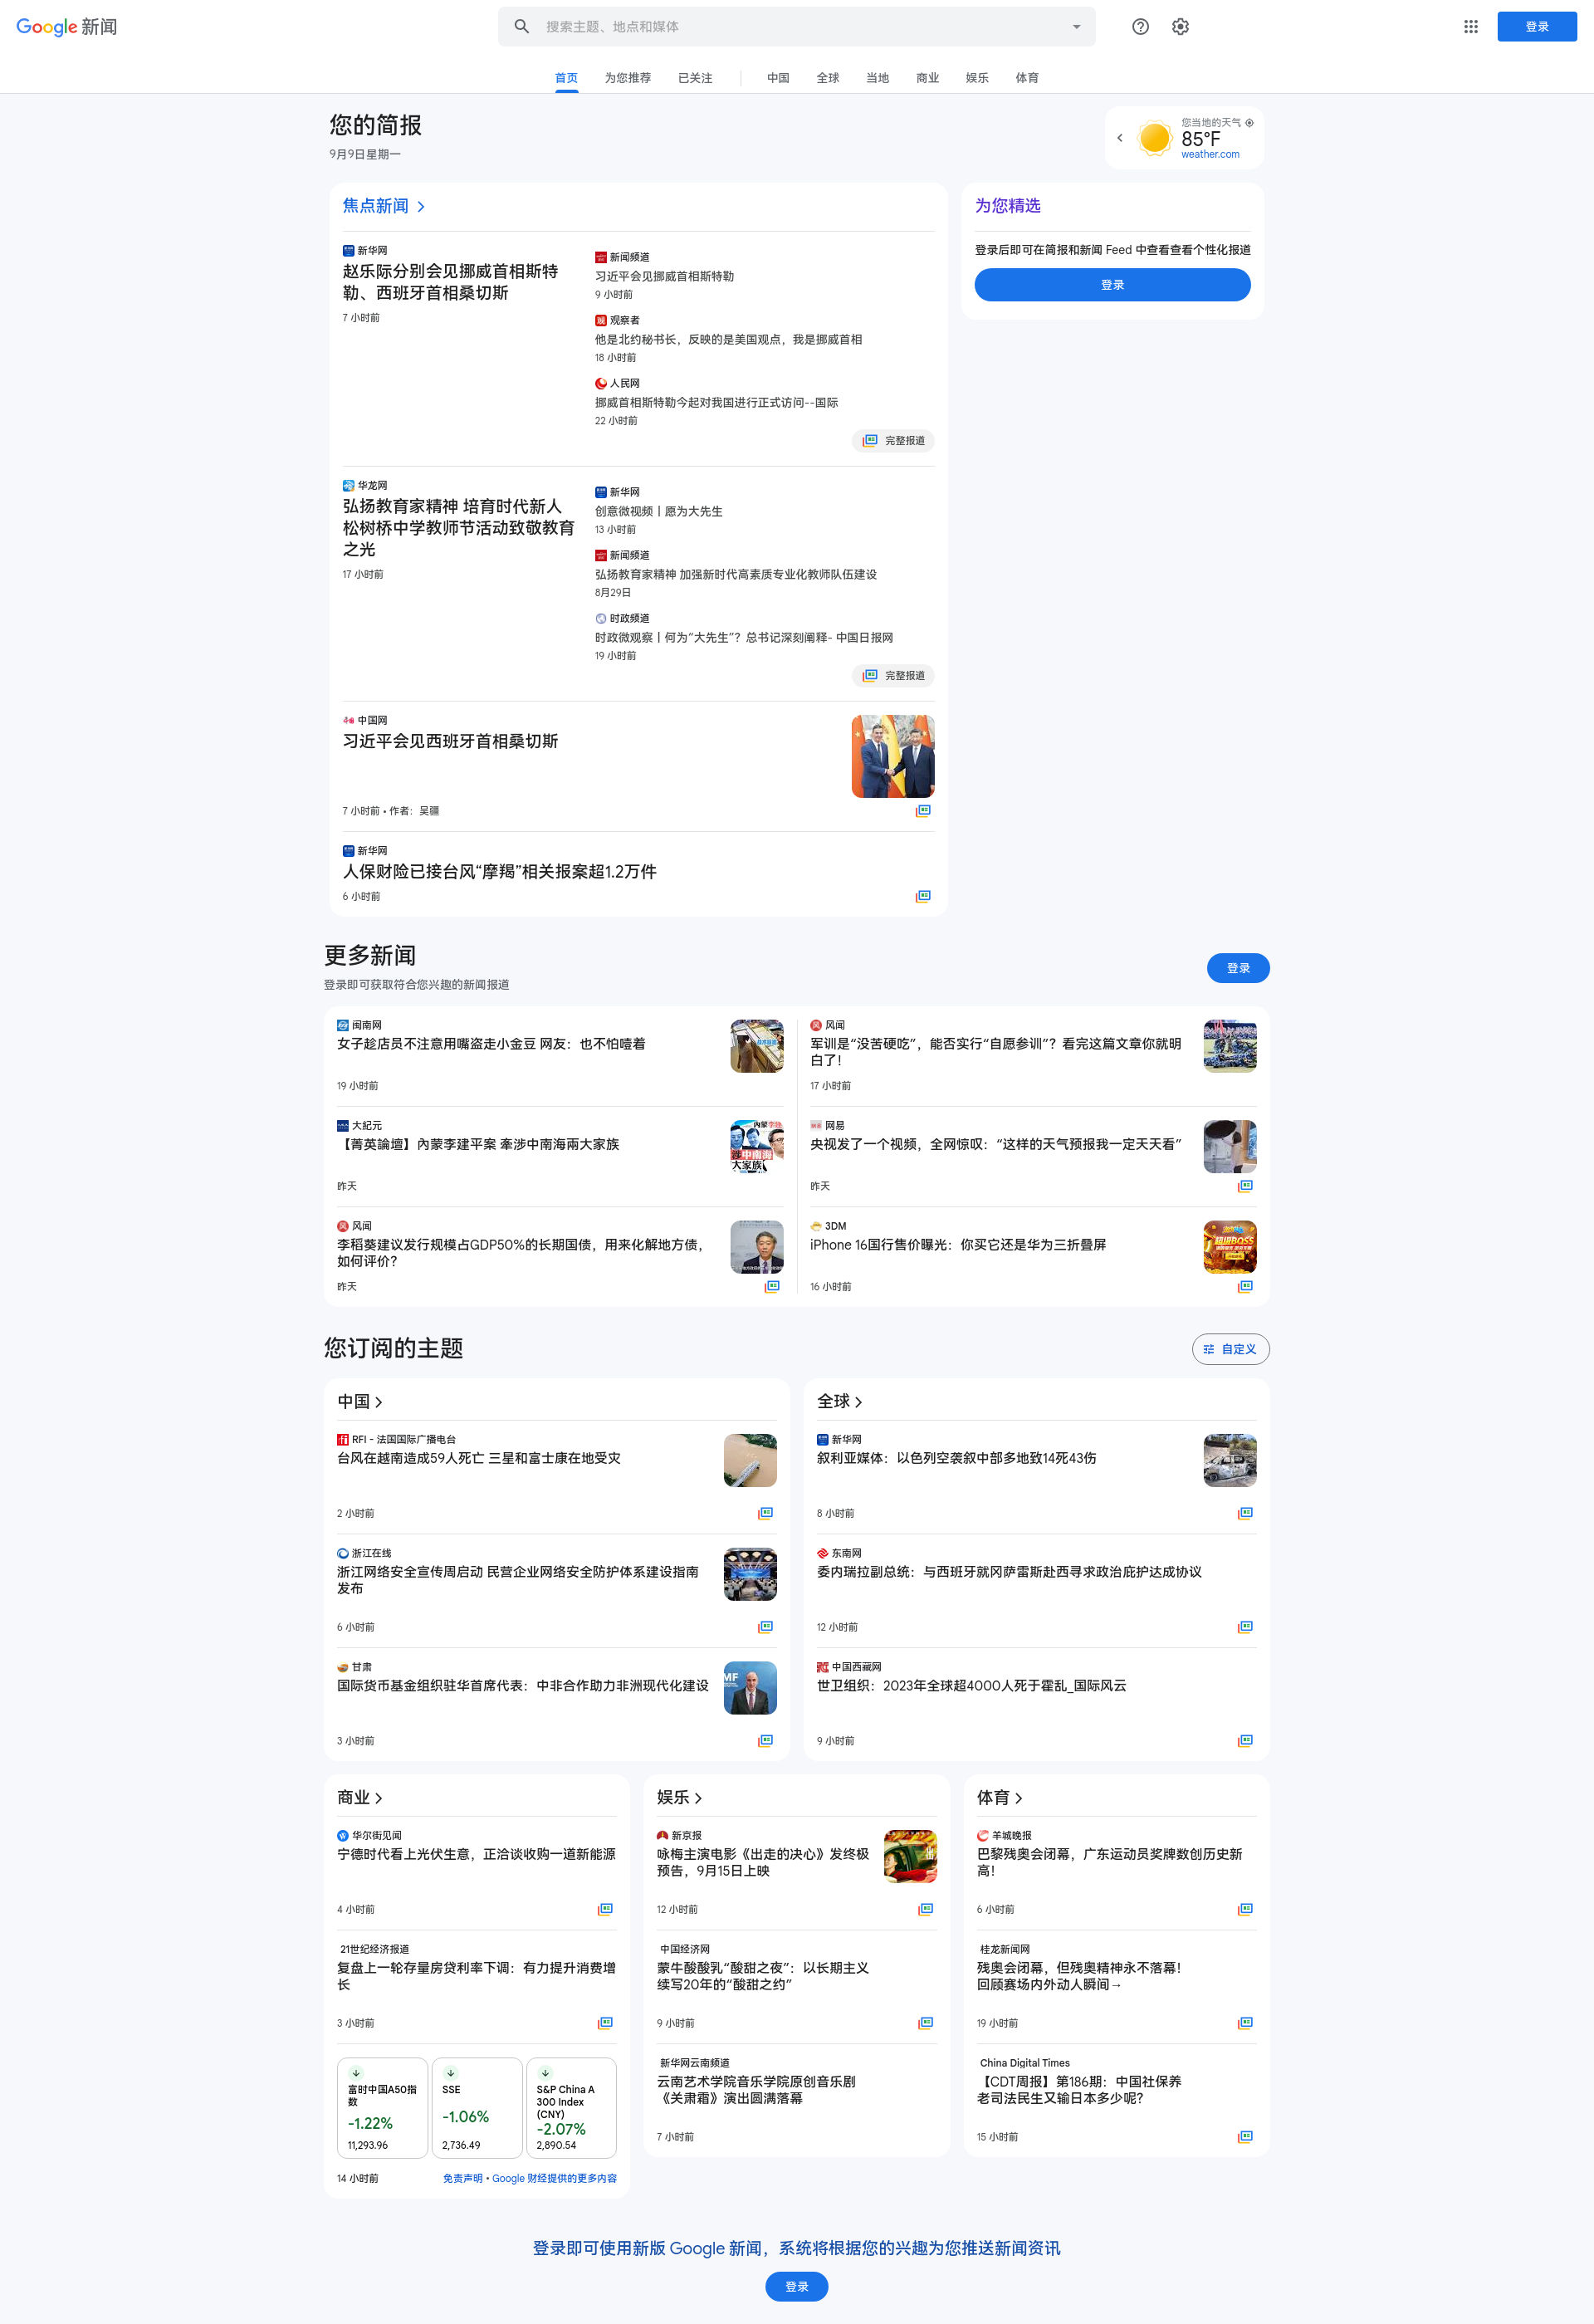 Google 新闻
搜索主题、地点和媒体
登录
首页 为您推荐 已关注 中国 全球 当地 商业 娱乐 体育
您的简报
9月9日星期一
您当地的天气
85°F
weather.com
焦点新闻
新华网
赵乐际分别会见挪威首相斯特
勒、西班牙首相桑切斯
7 小时前
新闻频道
习近平会见挪威首相斯特勒
9 小时前
观察者
他是北约秘书长，反映的是美国观点，我是挪威首相
18 小时前
人民网
挪威首相斯特勒今起对我国进行正式访问--国际
22 小时前
完整报道
为您精选
登录后即可在简报和新闻 Feed 中查看查看个性化报道
登录
华龙网
弘扬教育家精神 培育时代新人
松树桥中学教师节活动致敬教育
之光
17 小时前
新华网
创意微视频丨愿为大先生
13 小时前
新闻频道
弘扬教育家精神 加强新时代高素质专业化教师队伍建设
8月29日
时政频道
时政微观察丨何为“大先生”？总书记深刻阐释- 中国日报网
19 小时前
完整报道
中国网
习近平会见西班牙首相桑切斯
7 小时前 • 作者：吴疆
新华网
人保财险已接台风“摩羯”相关报案超1.2万件
6 小时前
更多新闻
登录即可获取符合您兴趣的新闻报道
登录
闽南网
女子趁店员不注意用嘴盗走小金豆 网友：也不怕噎着
19 小时前
风闻
军训是“没苦硬吃”，能否实行“自愿参训”？看完这篇文章你就明
白了！
17 小时前
大紀元
【菁英論壇】內蒙李建平案 牽涉中南海兩大家族
昨天
网易
央视发了一个视频，全网惊叹：“这样的天气预报我一定天天看”
昨天
风闻
李稻葵建议发行规模占GDP50%的长期国债，用来化解地方债，
如何评价？
昨天
3DM
iPhone 16国行售价曝光：你买它还是华为三折叠屏
16 小时前
您订阅的主题
自定义
中国
RFI - 法国国际广播电台
台风在越南造成59人死亡 三星和富士康在地受灾
2 小时前
浙江在线
浙江网络安全宣传周启动 民营企业网络安全防护体系建设指南
发布
6 小时前
甘肃
国际货币基金组织驻华首席代表：中非合作助力非洲现代化建设
3 小时前
全球
新华网
叙利亚媒体：以色列空袭叙中部多地致14死43伤
8 小时前
东南网
委内瑞拉副总统：与西班牙就冈萨雷斯赴西寻求政治庇护达成协议
12 小时前
中国西藏网
世卫组织：2023年全球超4000人死于霍乱_国际风云
9 小时前
商业
华尔街见闻
宁德时代看上光伏生意，正洽谈收购一道新能源
4 小时前
21世纪经济报道
复盘上一轮存量房贷利率下调：有力提升消费增
长
3 小时前
富时中国A50指
数
-1.22%
11,293.96
SSE
-1.06%
2,736.49
S&P China A
300 Index
(CNY)
-2.07%
2,890.54
14 小时前
免责声明 • Google 财经提供的更多内容
娱乐
新京报
咏梅主演电影《出走的决心》发终极
预告，9月15日上映
12 小时前
中国经济网
蒙牛酸酸乳“酸甜之夜”：以长期主义
续写20年的“酸甜之约”
9 小时前
新华网云南频道
云南艺术学院音乐学院原创音乐剧
《关肃霜》演出圆满落幕
7 小时前
体育
羊城晚报
巴黎残奥会闭幕，广东运动员奖牌数创历史新
高！
6 小时前
桂龙新闻网
残奥会闭幕，但残奥精神永不落幕！
回顾赛场内外动人瞬间→
19 小时前
China Digital Times
【CDT周报】第186期：中国社保养
老司法民生又输日本多少呢？
15 小时前
登录即可使用新版 Google 新闻，系统将根据您的兴趣为您推送新闻资讯
登录